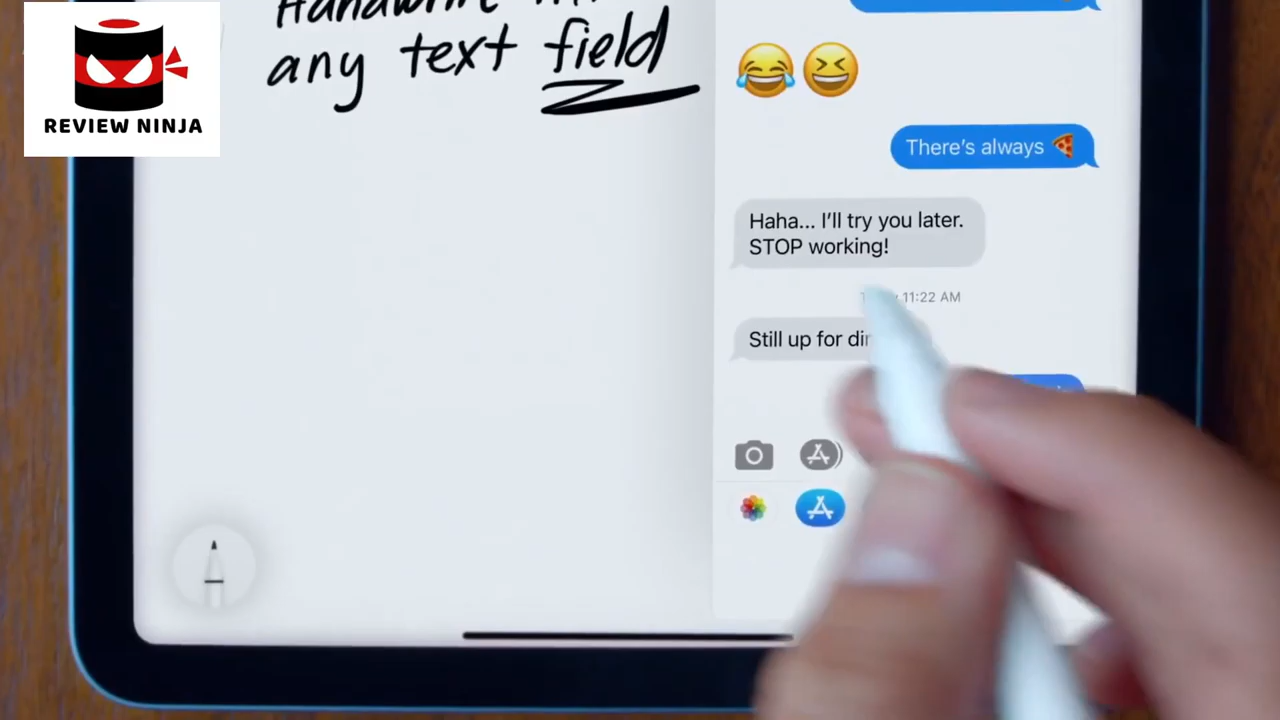 any text field
REVIEW NINJA
There's always
Haha... I'll try you later.
STOP working!
11:22 AM
Still up for